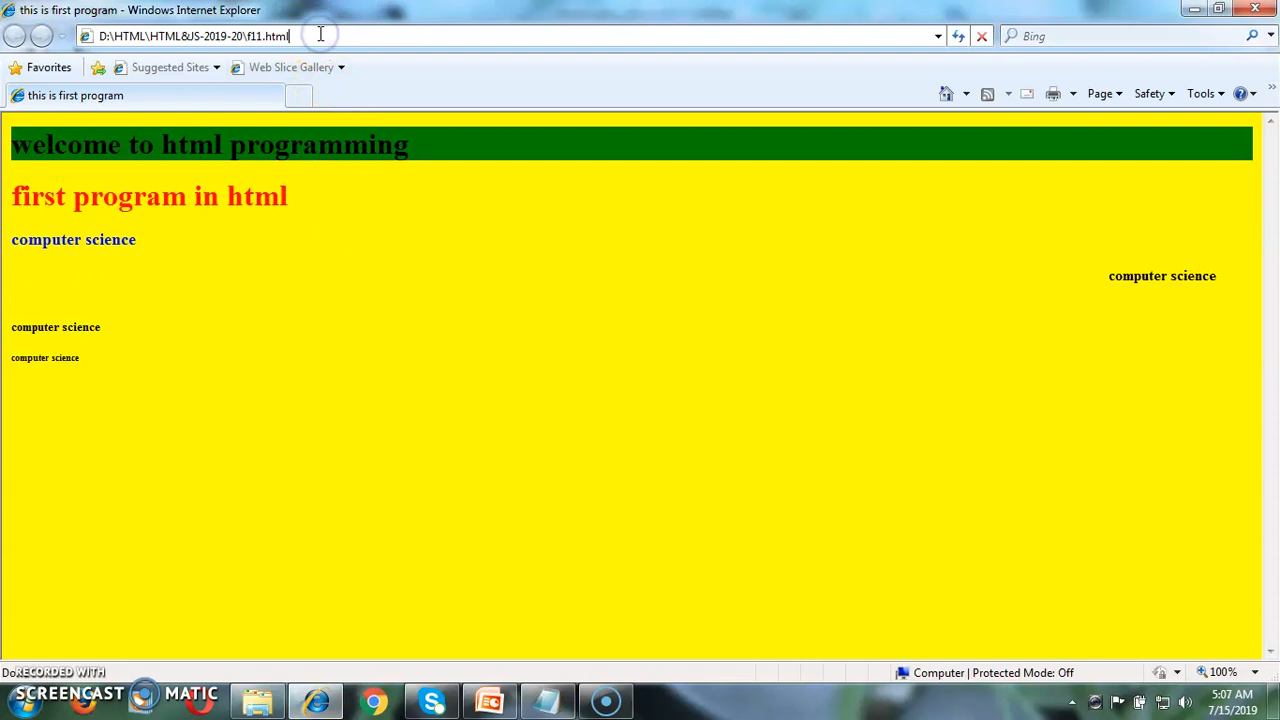 this is first program - Windows Internet Explorer
D:\HTML\HTML&JS-2019-20\f11.html
Bing
Favorites
Suggested Sites
Web Slice Gallery
this is first program
Page
Safety
Tools
»
welcome to html programming
first program in html
computer science
computer science
computer science
computer science
Do
Computer | Protected Mode: Off
100%
RECORDED WITH
SCREENCAST MATIC
5:07 AM
7/15/2019